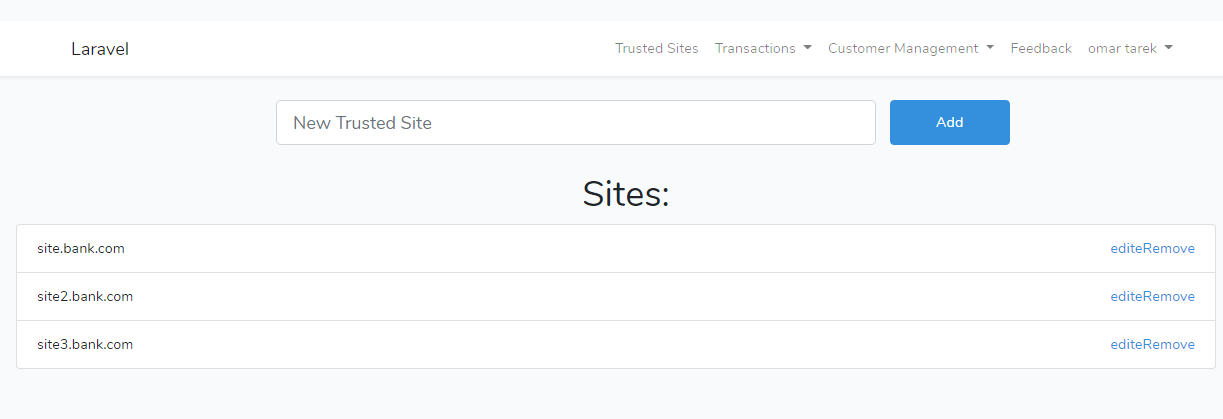 Laravel Trusted Sites Transactions Customer Management Feedback omar tarek
New Trusted Site Add
Sites:
site.bank.com editeRemove
site2.bank.com editeRemove
site3.bank.com editeRemove